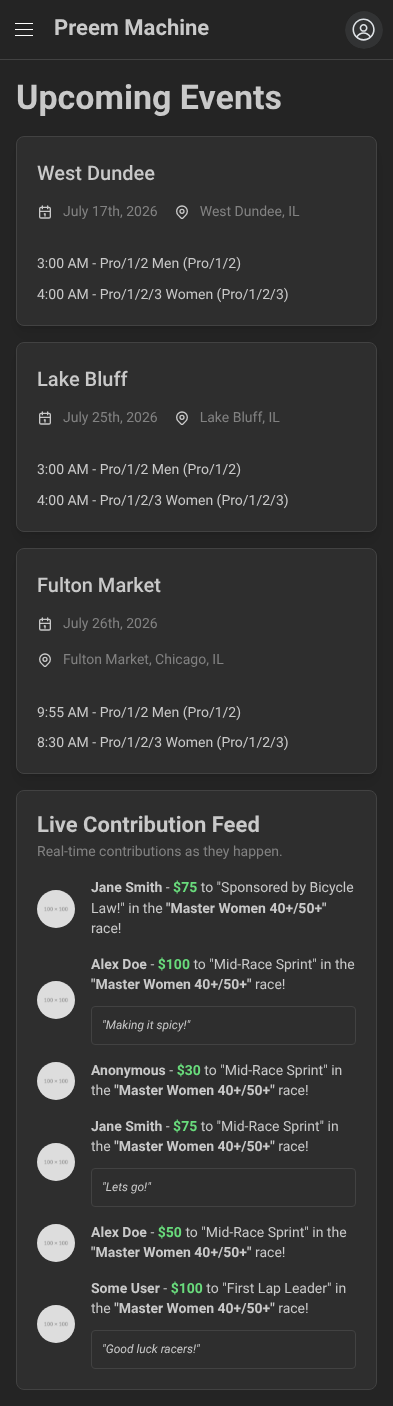 Preem Machine
Upcoming Events
West Dundee
July 17th, 2026 West Dundee, IL
3:00 AM - Pro/1/2 Men (Pro/1/2)
4:00 AM - Pro/1/2/3 Women (Pro/1/2/3)
Lake Bluff
July 25th, 2026 Lake Bluff, IL
3:00 AM - Pro/1/2 Men (Pro/1/2)
4:00 AM - Pro/1/2/3 Women (Pro/1/2/3)
Fulton Market
July 26th, 2026
Fulton Market, Chicago, IL
9:55 AM - Pro/1/2 Men (Pro/1/2)
8:30 AM - Pro/1/2/3 Women (Pro/1/2/3)
Live Contribution Feed
Real-time contributions as they happen.
100 × 100
Jane Smith - $75 to "Sponsored by Bicycle
Law!" in the "Master Women 40+/50+"
race!
100 × 100
Alex Doe - $100 to "Mid-Race Sprint" in the
"Master Women 40+/50+" race!
"Making it spicy!"
100 × 100
Anonymous - $30 to "Mid-Race Sprint" in
the "Master Women 40+/50+" race!
100 × 100
Jane Smith - $75 to "Mid-Race Sprint" in
the "Master Women 40+/50+" race!
"Lets go!"
100 × 100
Alex Doe - $50 to "Mid-Race Sprint" in the
"Master Women 40+/50+" race!
100 × 100
Some User - $100 to "First Lap Leader" in
the "Master Women 40+/50+" race!
"Good luck racers!"